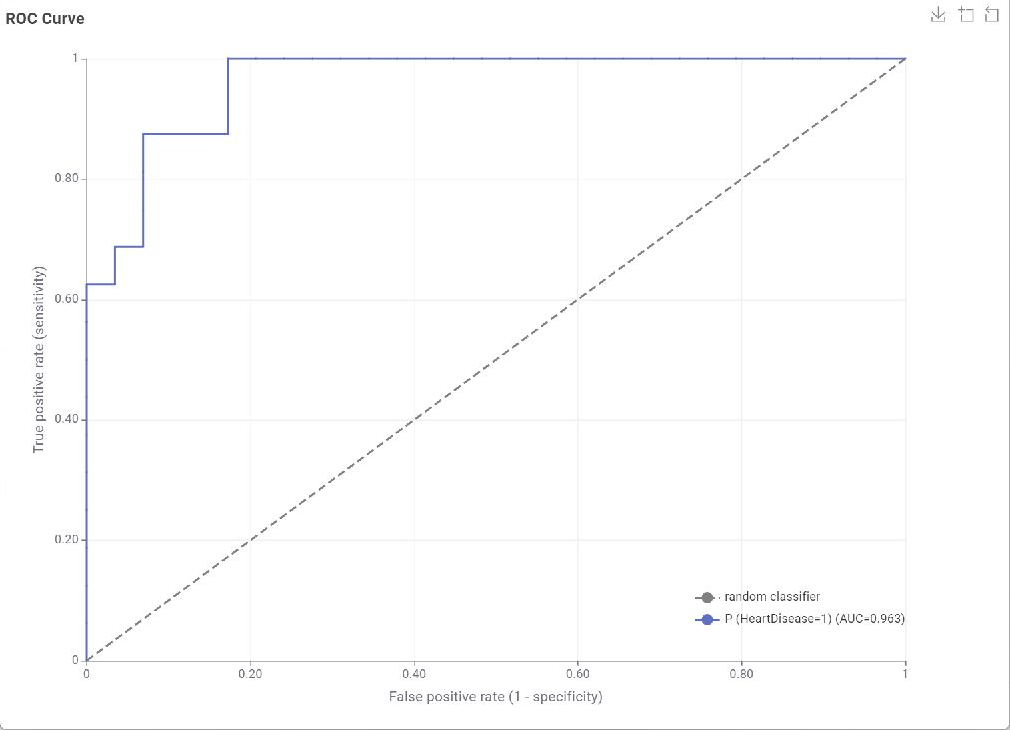 ROC Curve
1
0.80
0.60
0.40
0.20
0
True positive rate (sensitivity)
0
0.20
0.40
0.60
0.80
1
False positive rate (1 - specificity)
random classifier
P (HeartDisease=1) (AUC=0.963)